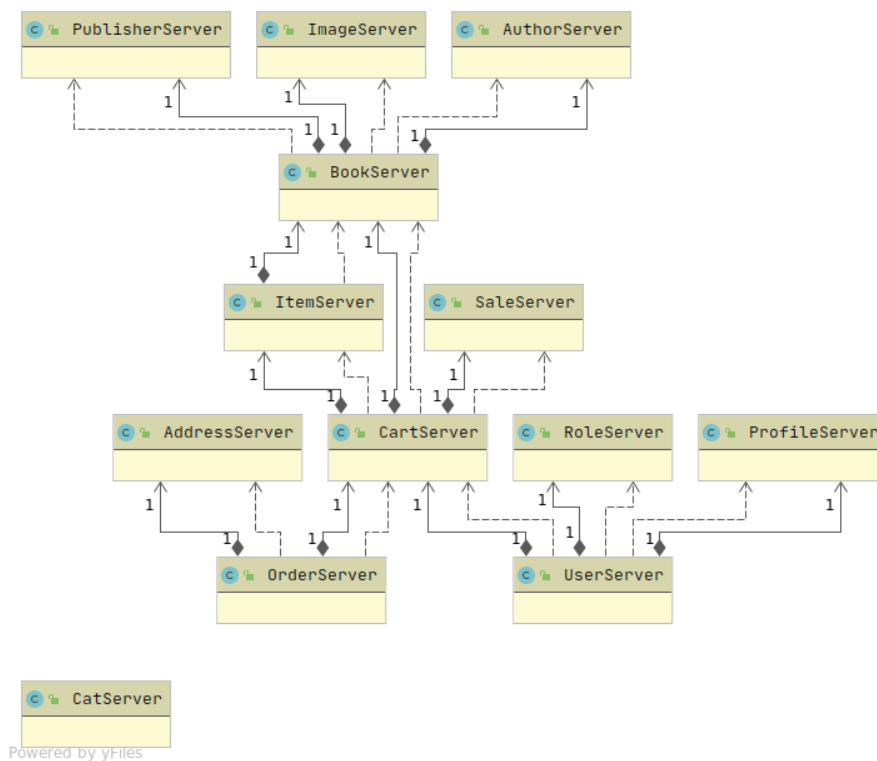 PublisherServer
ImageServer
AuthorServer
1
1
1
1
1
1
BookServer
1
1
1
ItemServer
SaleServer
1
1
1
1
1
AddressServer
CartServer
RoleServer
ProfileServer
1
1
1
1
1
1
1
1
1
1
OrderServer
UserServer
CatServer
Powered by yFiles